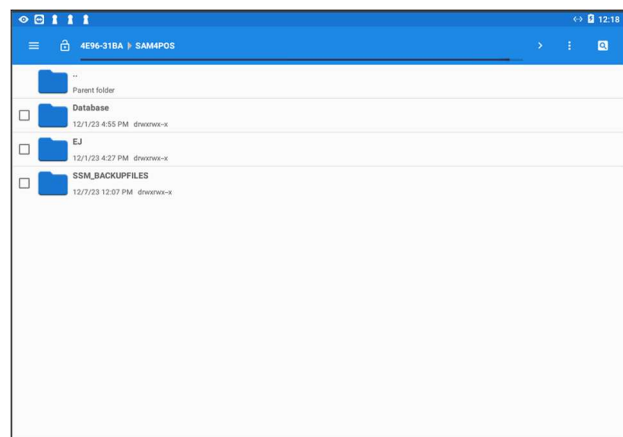 12:18
4E96-31BA SAM4POS
..
Parent folder
Database
12/1/23 4:55 PM drwxrwx-x
EJ
12/1/23 4:27 PM drwxrwx-x
SSM_BACKUPFILES
12/7/23 12:07 PM drwxrwx-x